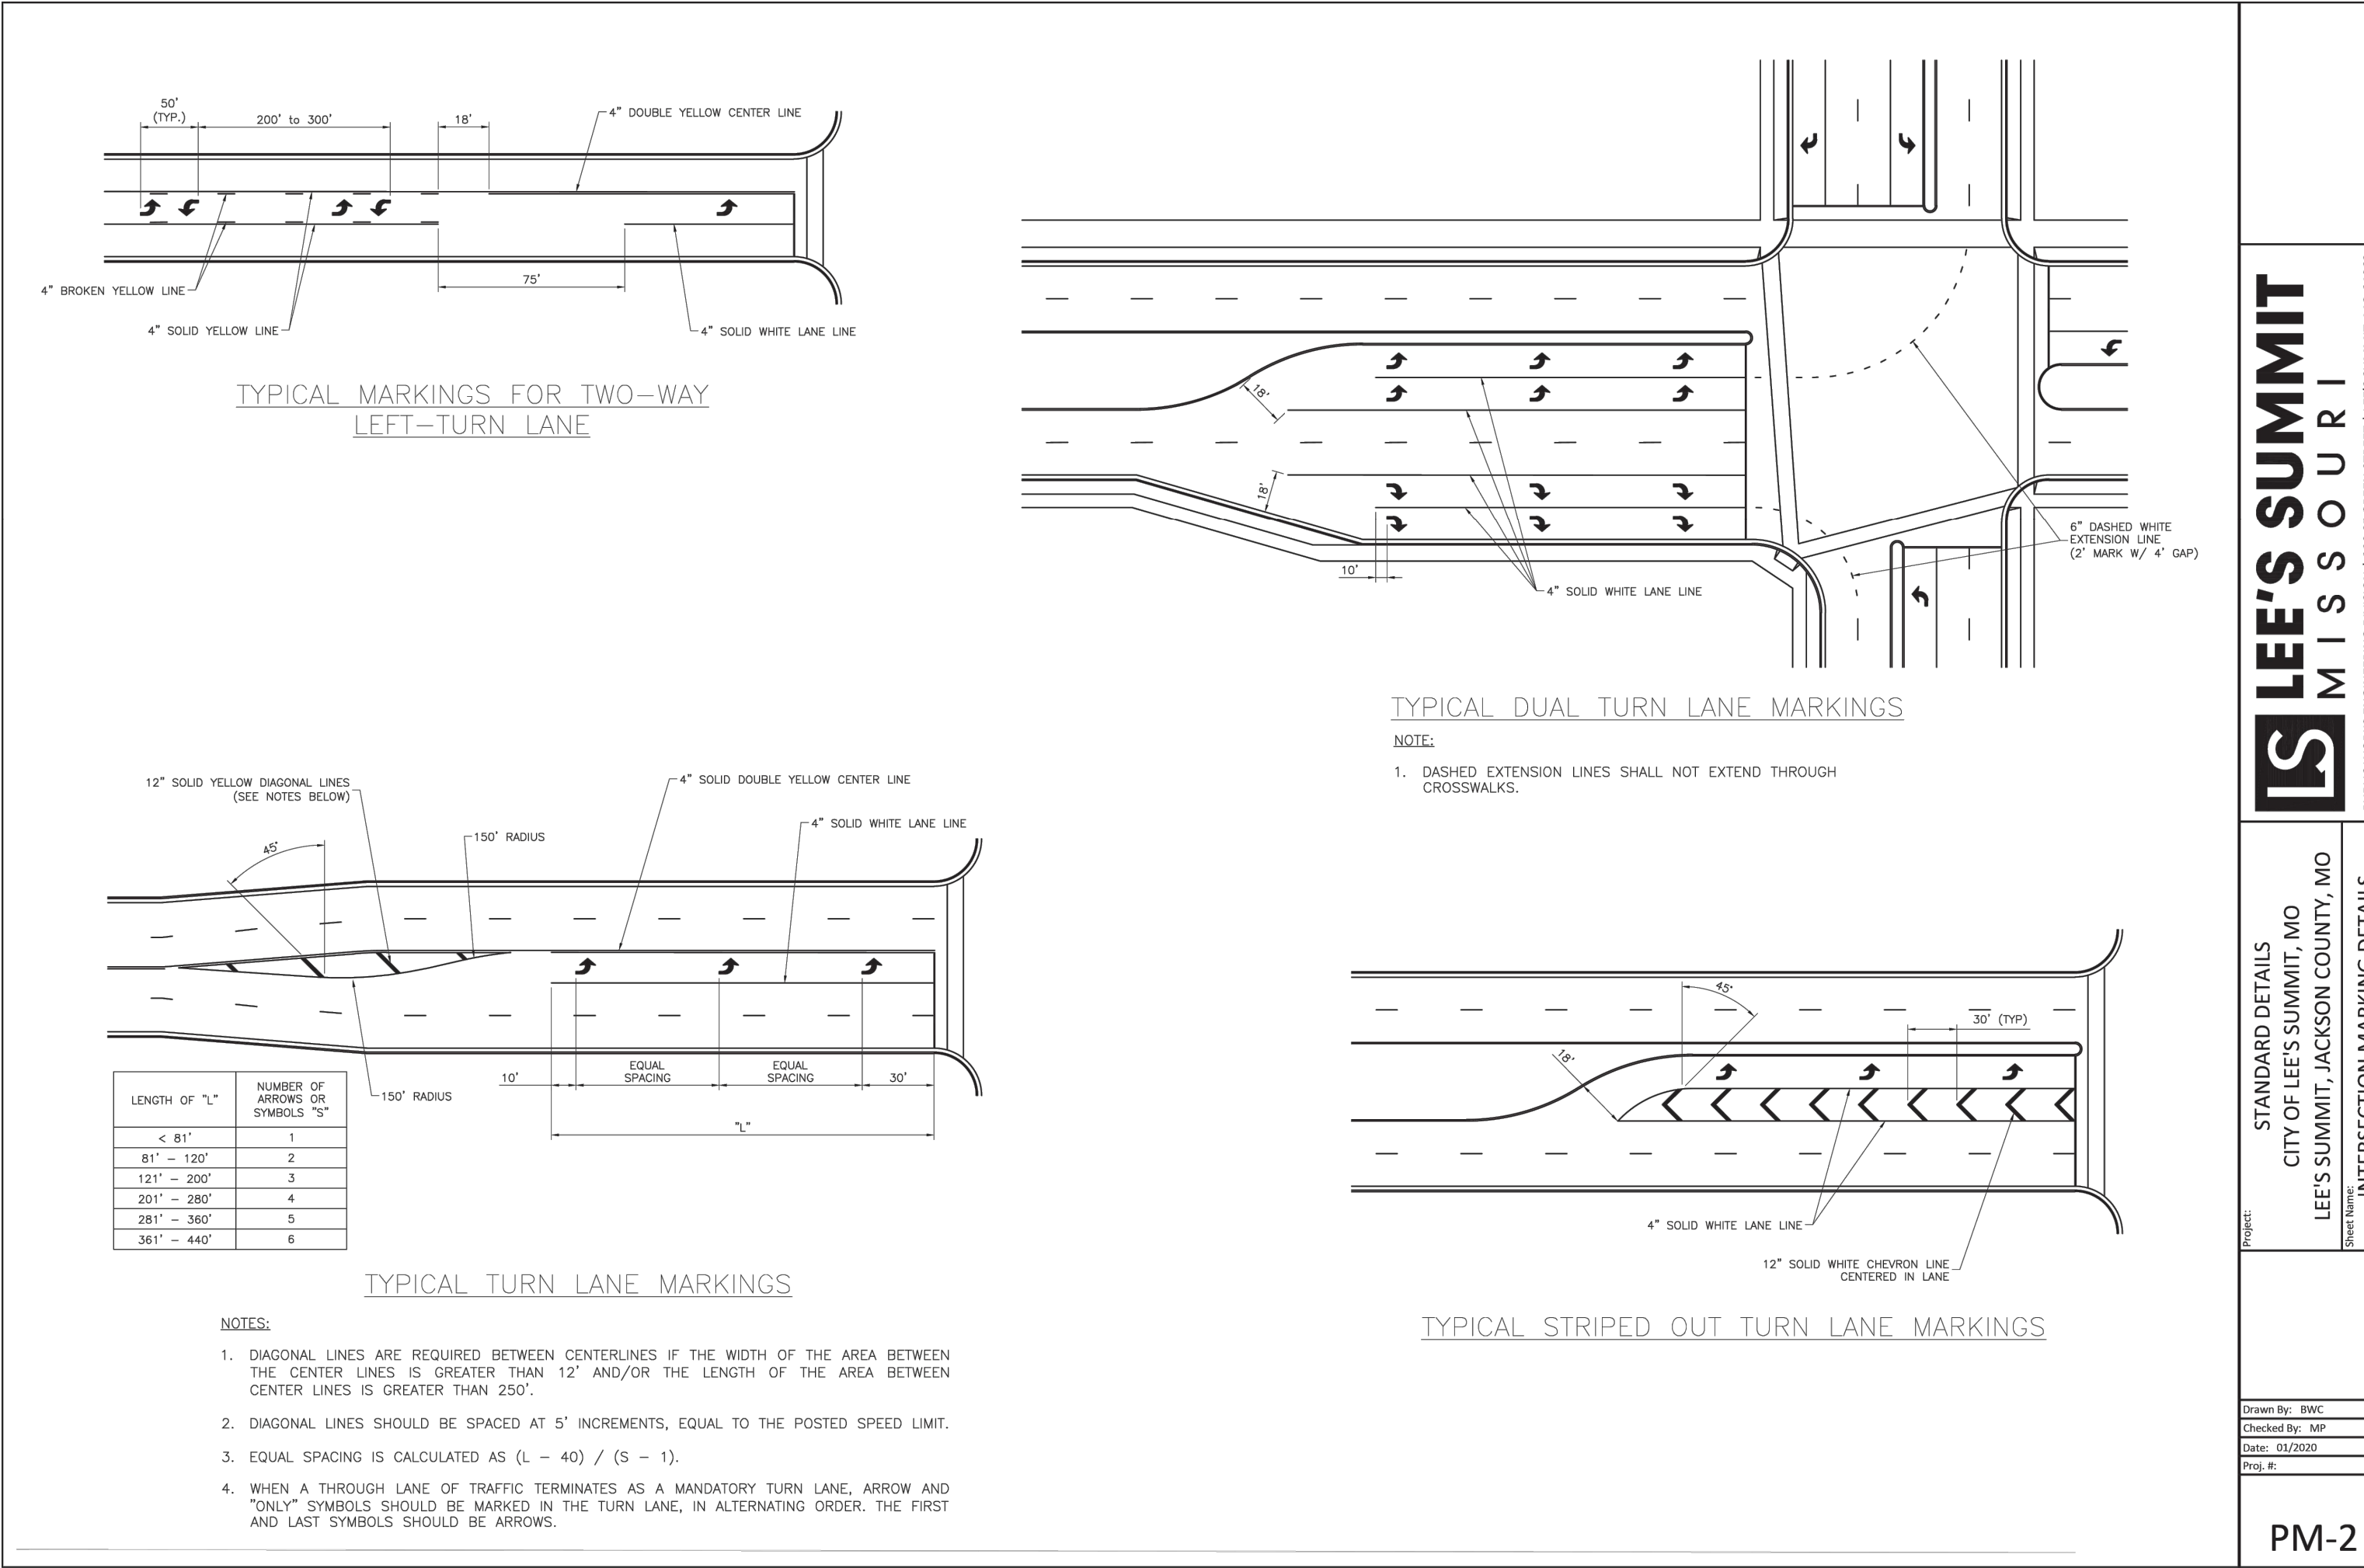 50'
(TYP.)
200' to 300'
18'
4" DOUBLE YELLOW CENTER LINE
75'
4" BROKEN YELLOW LINE
4" SOLID YELLOW LINE
4" SOLID WHITE LANE LINE
TYPICAL MARKINGS FOR TWO-WAY
LEFT-TURN LANE
18'
18'
10'
4" SOLID WHITE LANE LINE
6" DASHED WHITE
EXTENSION LINE
(2' MARK W/ 4' GAP)
TYPICAL DUAL TURN LANE MARKINGS
NOTE:
1. DASHED EXTENSION LINES SHALL NOT EXTEND THROUGH
CROSSWALKS.
12" SOLID YELLOW DIAGONAL LINES
(SEE NOTES BELOW)
4" SOLID DOUBLE YELLOW CENTER LINE
4" SOLID WHITE LANE LINE
150' RADIUS
45°
10'
EQUAL
SPACING
EQUAL
SPACING
30'
150' RADIUS
"L"
LENGTH OF "L"
NUMBER OF
ARROWS OR
SYMBOLS "S"
< 81' 1
81' – 120' 2
121' – 200' 3
201' – 280' 4
281' – 360' 5
361' – 440' 6
TYPICAL TURN LANE MARKINGS
NOTES:
1. DIAGONAL LINES ARE REQUIRED BETWEEN CENTERLINES IF THE WIDTH OF THE AREA BETWEEN
THE CENTER LINES IS GREATER THAN 12' AND/OR THE LENGTH OF THE AREA BETWEEN
CENTER LINES IS GREATER THAN 250'.
2. DIAGONAL LINES SHOULD BE SPACED AT 5' INCREMENTS, EQUAL TO THE POSTED SPEED LIMIT.
3. EQUAL SPACING IS CALCULATED AS (L – 40) / (S – 1).
4. WHEN A THROUGH LANE OF TRAFFIC TERMINATES AS A MANDATORY TURN LANE, ARROW AND
"ONLY" SYMBOLS SHOULD BE MARKED IN THE TURN LANE, IN ALTERNATING ORDER. THE FIRST
AND LAST SYMBOLS SHOULD BE ARROWS.
45°
30' (TYP)
18'
4" SOLID WHITE LANE LINE
12" SOLID WHITE CHEVRON LINE
CENTERED IN LANE
TYPICAL STRIPED OUT TURN LANE MARKINGS
LS LEE'S SUMMIT
MISSOURI
Project:
STANDARD DETAILS
CITY OF LEE'S SUMMIT, MO
LEE'S SUMMIT, JACKSON COUNTY, MO
Sheet Name:
INTERSECTION MARKING DETAILS
Drawn By: BWC
Checked By: MP
Date: 01/2020
Proj. #:
PM-2